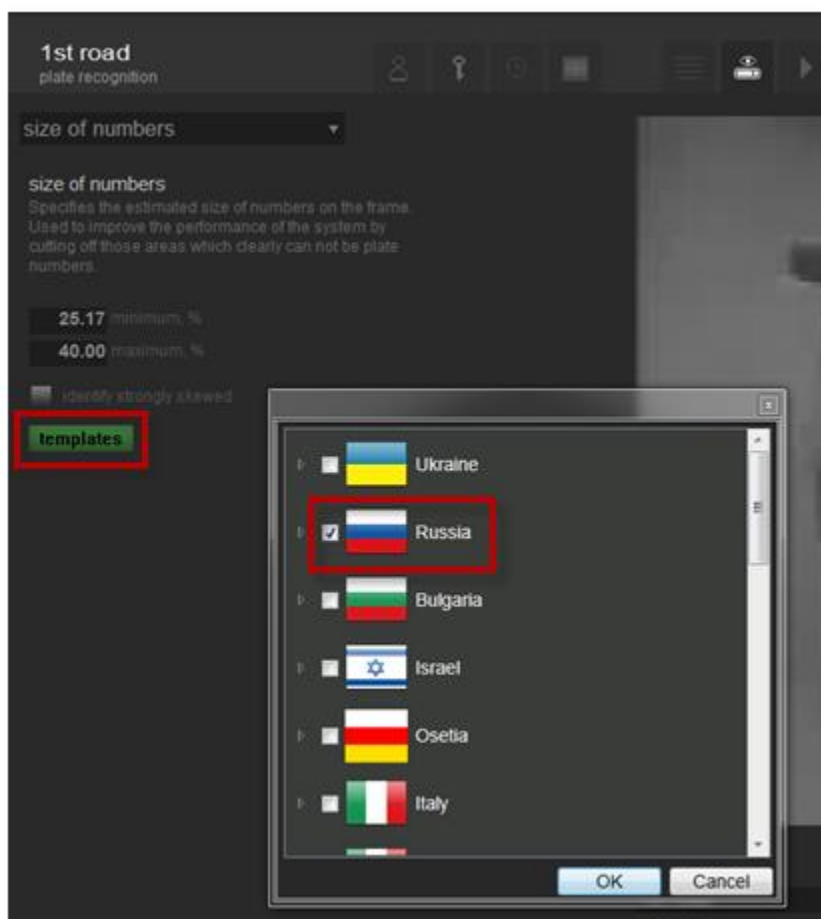 1st road
plate recognition
size of numbers
size of numbers
Specifies the estimated size of numbers on the frame.
Used to improve the performance of the system by
cutting off those areas which clearly can not be plate
numbers.
25.17 minimum, %
40.00 maximum, %
identify strongly skewed
templates
Ukraine
Russia
Bulgaria
Israel
Osetia
Italy
OK Cancel